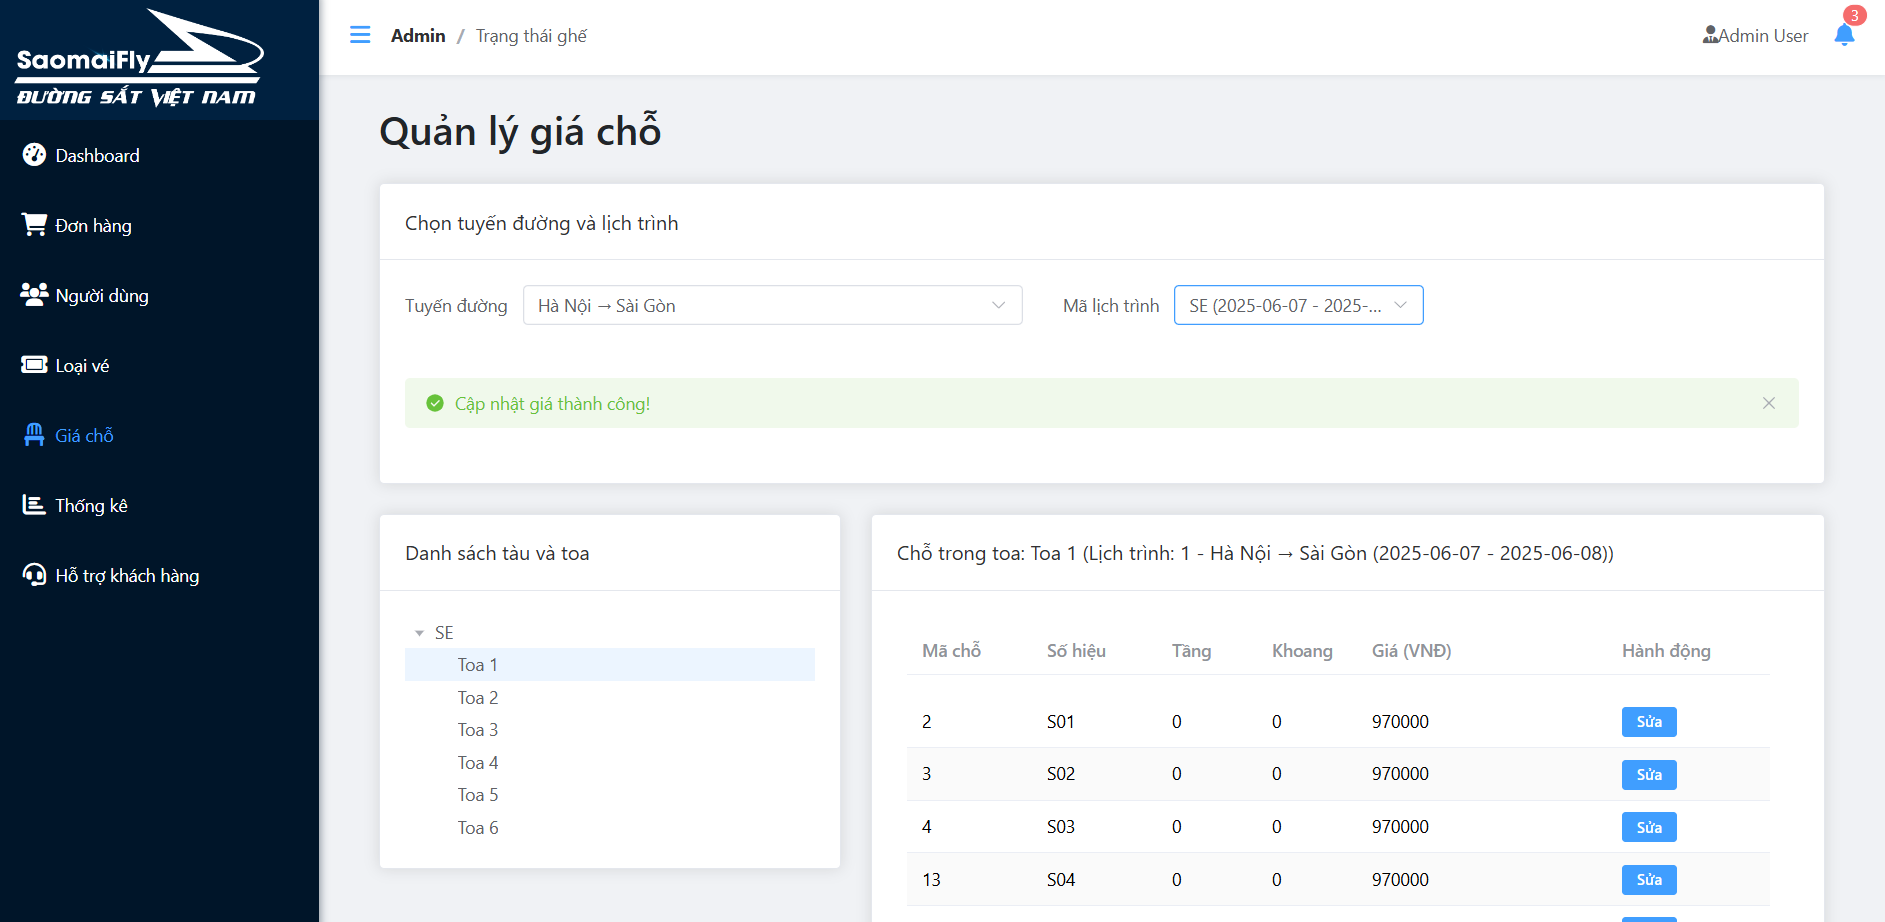 SaomaiFly
ĐƯỜNG SẮT VIỆT NAM
Dashboard
Đơn hàng
Người dùng
Loại vé
Giá chỗ
Thống kê
Hỗ trợ khách hàng
Admin / Trạng thái ghế
Admin User
3
Quản lý giá chỗ
Chọn tuyến đường và lịch trình
Tuyến đường Hà Nội → Sài Gòn Mã lịch trình SE (2025-06-07 - 2025-...
Cập nhật giá thành công!
Danh sách tàu và toa
SE
Toa 1
Toa 2
Toa 3
Toa 4
Toa 5
Toa 6
Chỗ trong toa: Toa 1 (Lịch trình: 1 - Hà Nội → Sài Gòn (2025-06-07 - 2025-06-08))
Mã chỗ Số hiệu Tầng Khoang Giá (VNĐ) Hành động
2 S01 0 0 970000 Sửa
3 S02 0 0 970000 Sửa
4 S03 0 0 970000 Sửa
13 S04 0 0 970000 Sửa